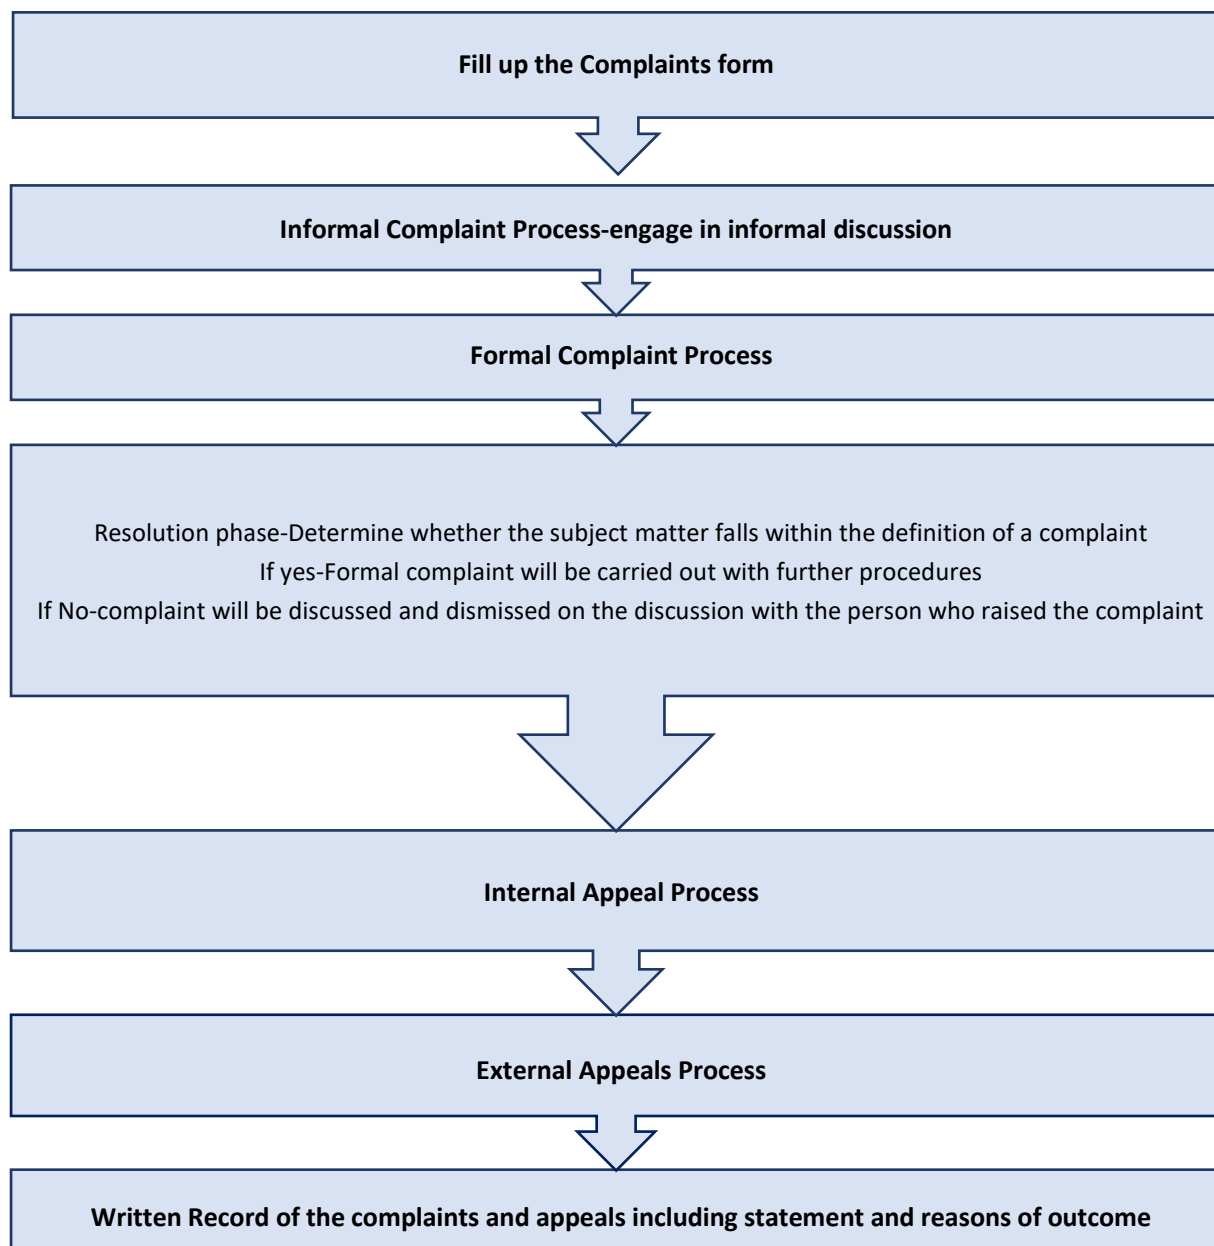 Fill up the Complaints form
Informal Complaint Process-engage in informal discussion
Formal Complaint Process
Resolution phase-Determine whether the subject matter falls within the definition of a complaint
If yes-Formal complaint will be carried out with further procedures
If No-complaint will be discussed and dismissed on the discussion with the person who raised the complaint
Internal Appeal Process
External Appeals Process
Written Record of the complaints and appeals including statement and reasons of outcome